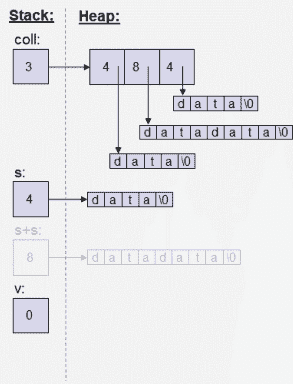 Stack: Heap:
coll:
3 4 8 4
d a t a \0
d a t a d a t a \0
d a t a \0
s:
4 d a t a \0
s+s:
8 d a t a d a t a \0
v:
0